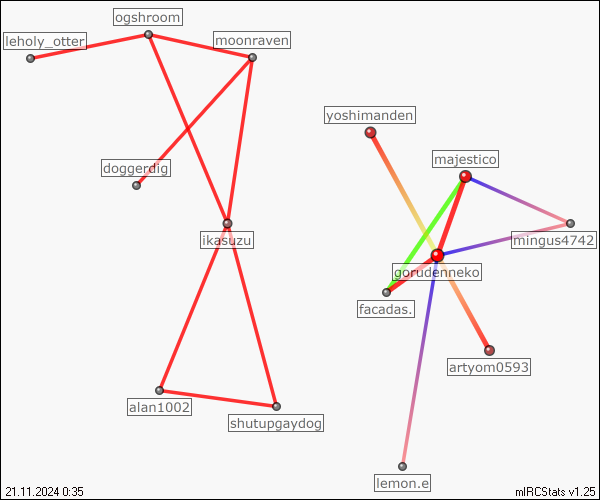 ogshroom
leholy_otter
moonraven
yoshimanden
majestico
doggerdig
ikasuzu
mingus4742
gorudenneko
facadas.
artyom0593
alan1002
shutupgaydog
lemon.e
21.11.2024 0:35
mIRCStats v1.25